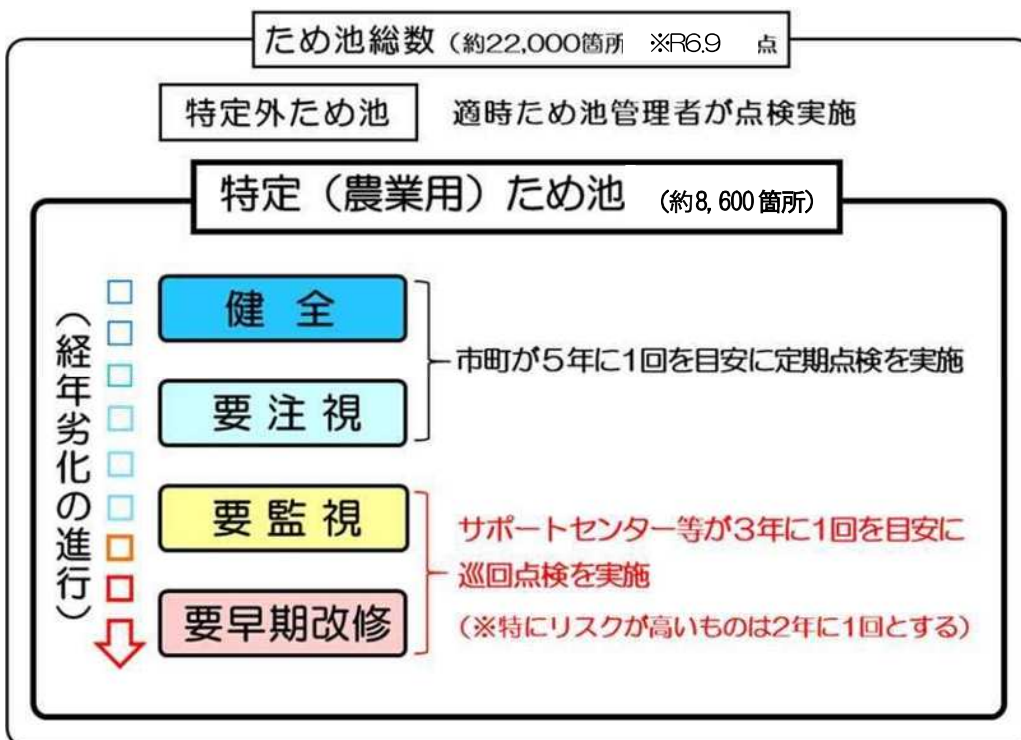 ため池総数（約22,000箇所 ※R6.9 点
特定外ため池 適時ため池管理者が点検実施
特定（農業用）ため池 （約8,600箇所）
（経年劣化の進行）
健全
要注視
市町が５年に１回を目安に定期点検を実施
要監視
要早期改修
サポートセンター等が３年に１回を目安に
巡回点検を実施
（※特にリスクが高いものは2年に1回とする）